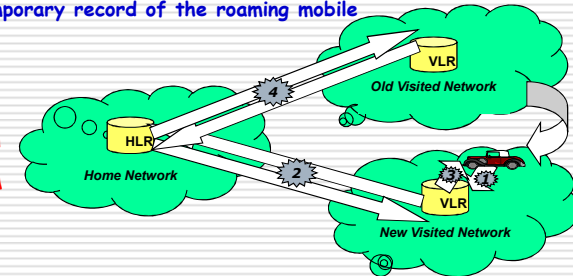 porary record of the roaming mobile
VLR
Old Visited Network
4
HLR
Home Network
2
3
1
VLR
New Visited Network